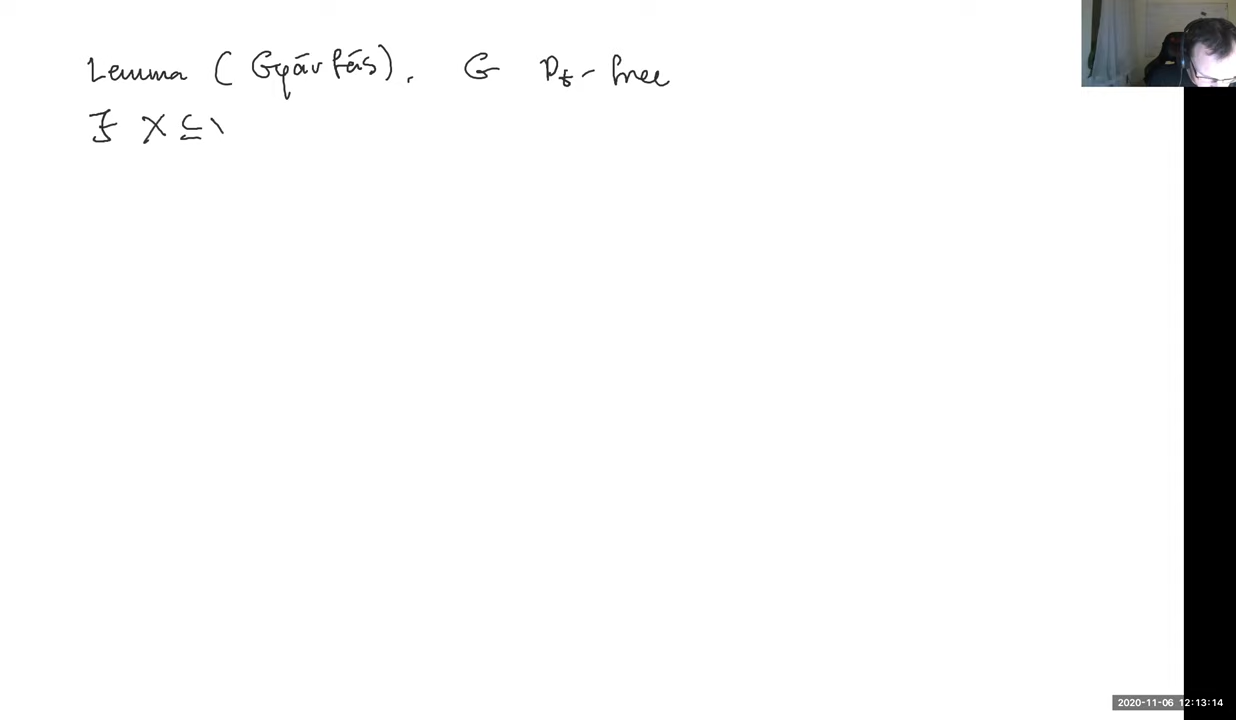 Lemma (Gyárfás). G P_t-free
∃ X ⊆ \
2020-11-06 12:13:14